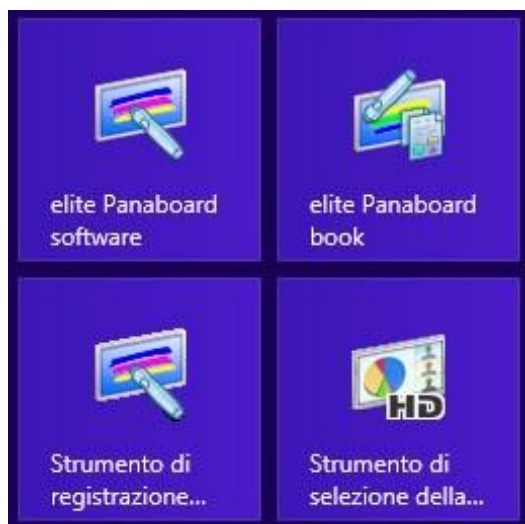 elite Panaboard
software
elite Panaboard
book
HD
Strumento di
registrazione...
Strumento di
selezione della...